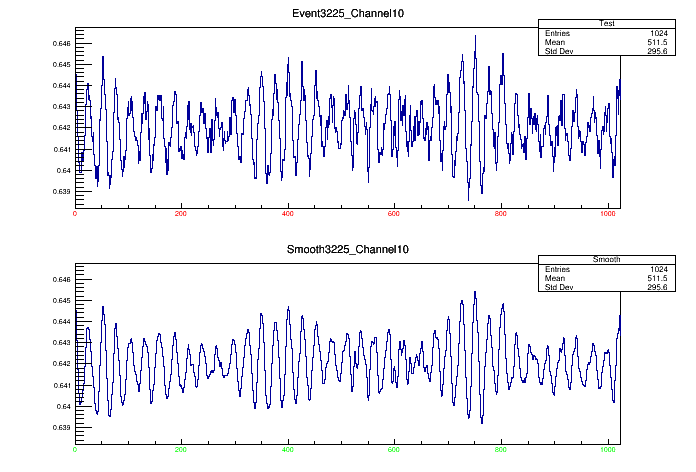 Event3225_Channel10
Test
Entries 1024
Mean 511.5
Std Dev 295.6
0.646
0.645
0.644
0.643
0.642
0.641
0.64
0.639
0 200 400 600 800 1000
Smooth3225_Channel10
Smooth
Entries 1024
Mean 511.5
Std Dev 295.6
0.646
0.645
0.644
0.643
0.642
0.641
0.64
0.639
0 200 400 600 800 1000